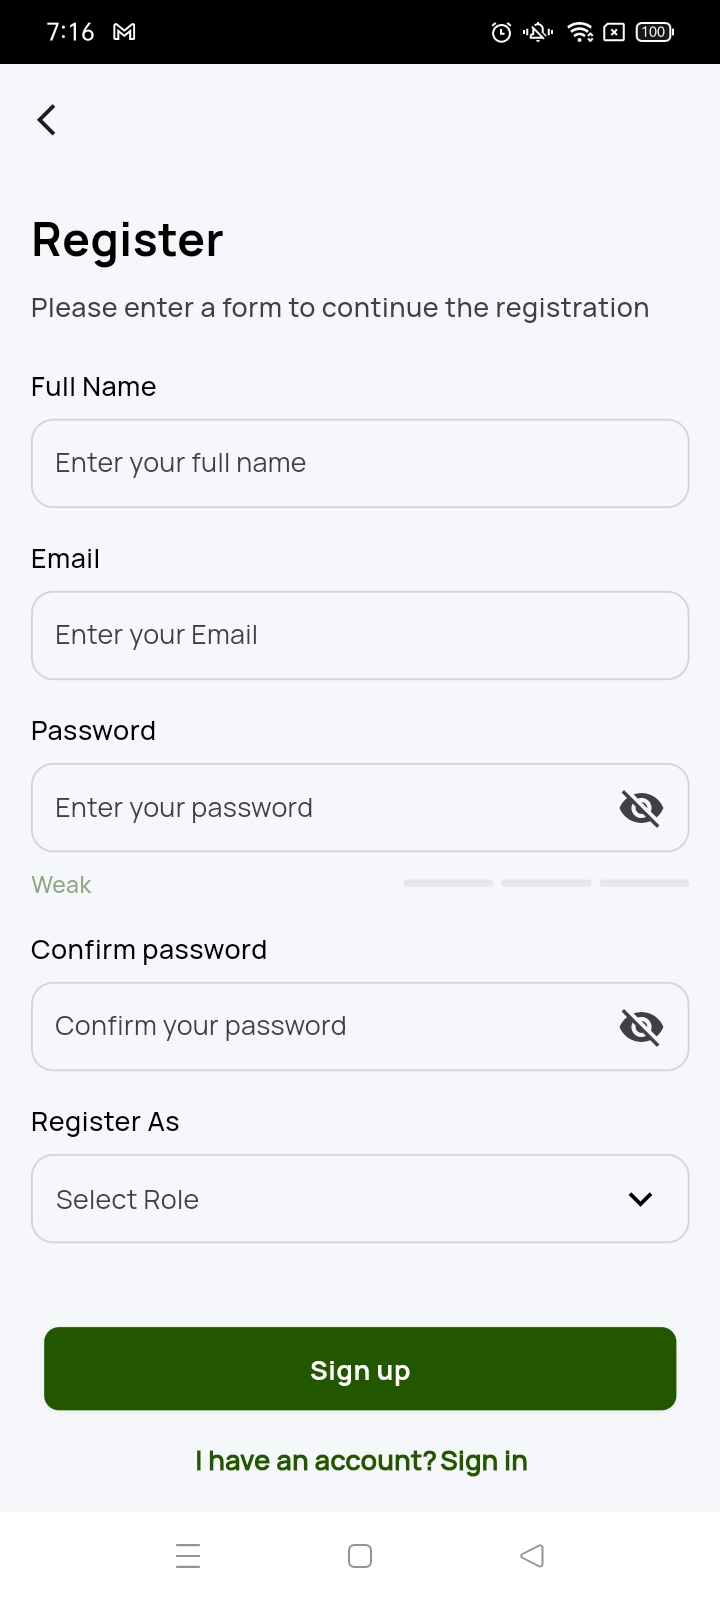 7:16
100
Register
Please enter a form to continue the registration
Full Name
Enter your full name
Email
Enter your Email
Password
Enter your password
Weak
Confirm password
Confirm your password
Register As
Select Role
Sign up
I have an account? Sign in